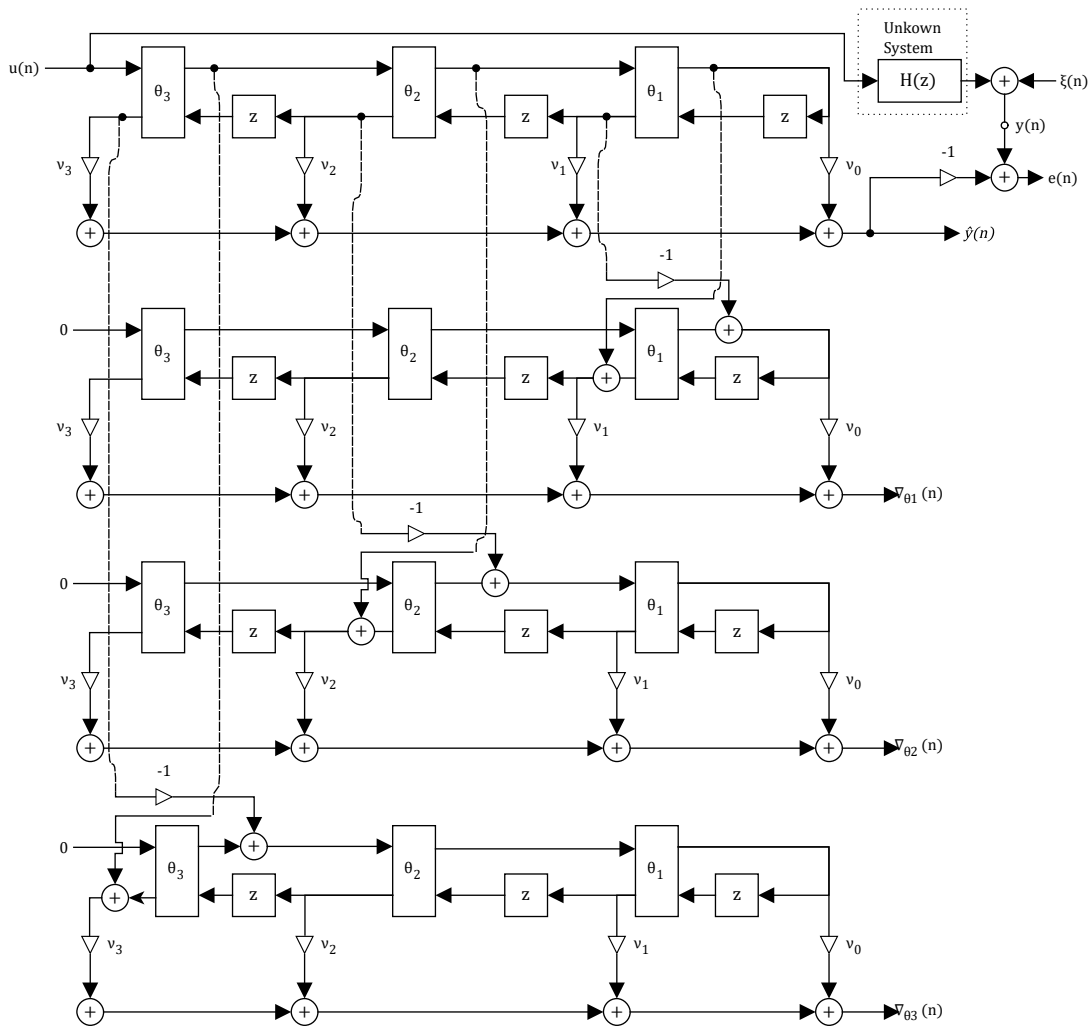 Unkown
System
u(n)
θ3
θ2
θ1
H(z)
+
ξ(n)
z
z
z
y(n)
ν3
ν2
ν1
ν0
-1
+
e(n)
+
+
+
+
ŷ(n)
-1
0
θ3
θ2
θ1
+
z
z
+
z
ν3
ν2
ν1
ν0
+
+
+
+
∇θ1(n)
-1
0
θ3
θ2
+
θ1
z
+
z
z
ν3
ν2
ν1
ν0
+
+
+
+
∇θ2(n)
-1
0
θ3
+
θ2
θ1
+
z
z
z
ν3
ν2
ν1
ν0
+
+
+
+
∇θ3(n)